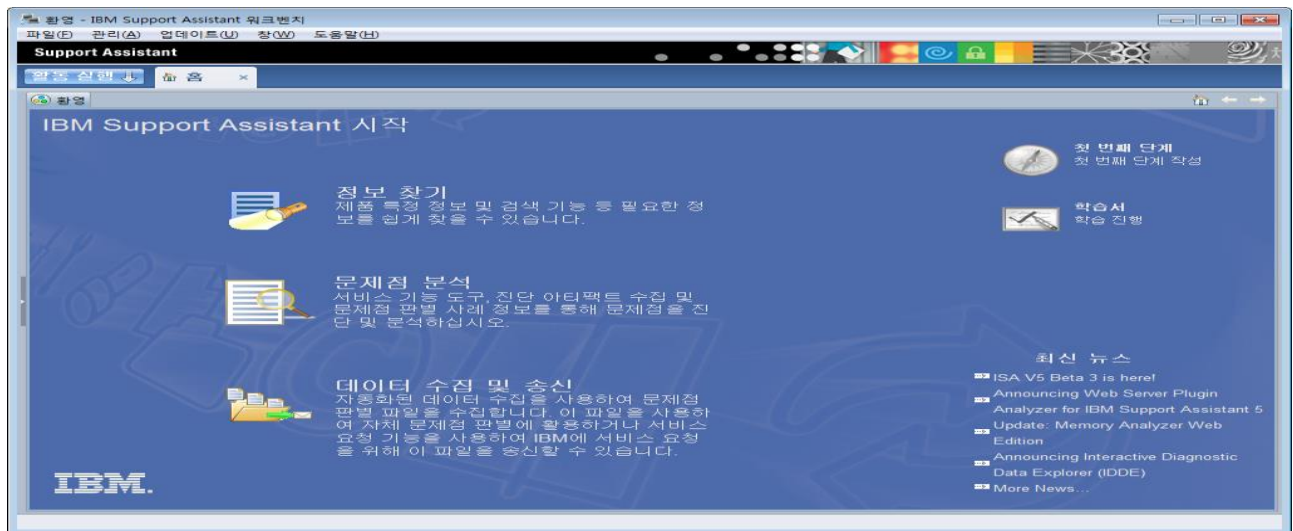 환영 - IBM Support Assistant 워크벤치
파일(F) 관리(A) 업데이트(U) 창(W) 도움말(H)
Support Assistant
활동 실행 홈
환영
IBM Support Assistant 시작
첫 번째 단계
첫 번째 단계 작성
정보 찾기
제품 특정 정보 및 검색 기능 등 필요한 정
보를 쉽게 찾을 수 있습니다.
학습서
학습 진행
문제점 분석
서비스 기능 도구, 진단 아티팩트 수집 및
문제점 판별 사례 정보를 통해 문제점을 진
단 및 분석하십시오.
데이터 수집 및 송신
자동화된 데이터 수집을 사용하여 문제점
판별 파일을 수집합니다. 이 파일을 사용하
여 자체 문제점 판별에 활용하거나 서비스
요청 기능을 사용하여 IBM에 서비스 요청
을 위해 이 파일을 송신할 수 있습니다.
최신 뉴스
ISA V5 Beta 3 is here!
Announcing Web Server Plugin
Analyzer for IBM Support Assistant 5
Update: Memory Analyzer Web
Edition
Announcing Interactive Diagnostic
Data Explorer (IDDE)
More News...
IBM.